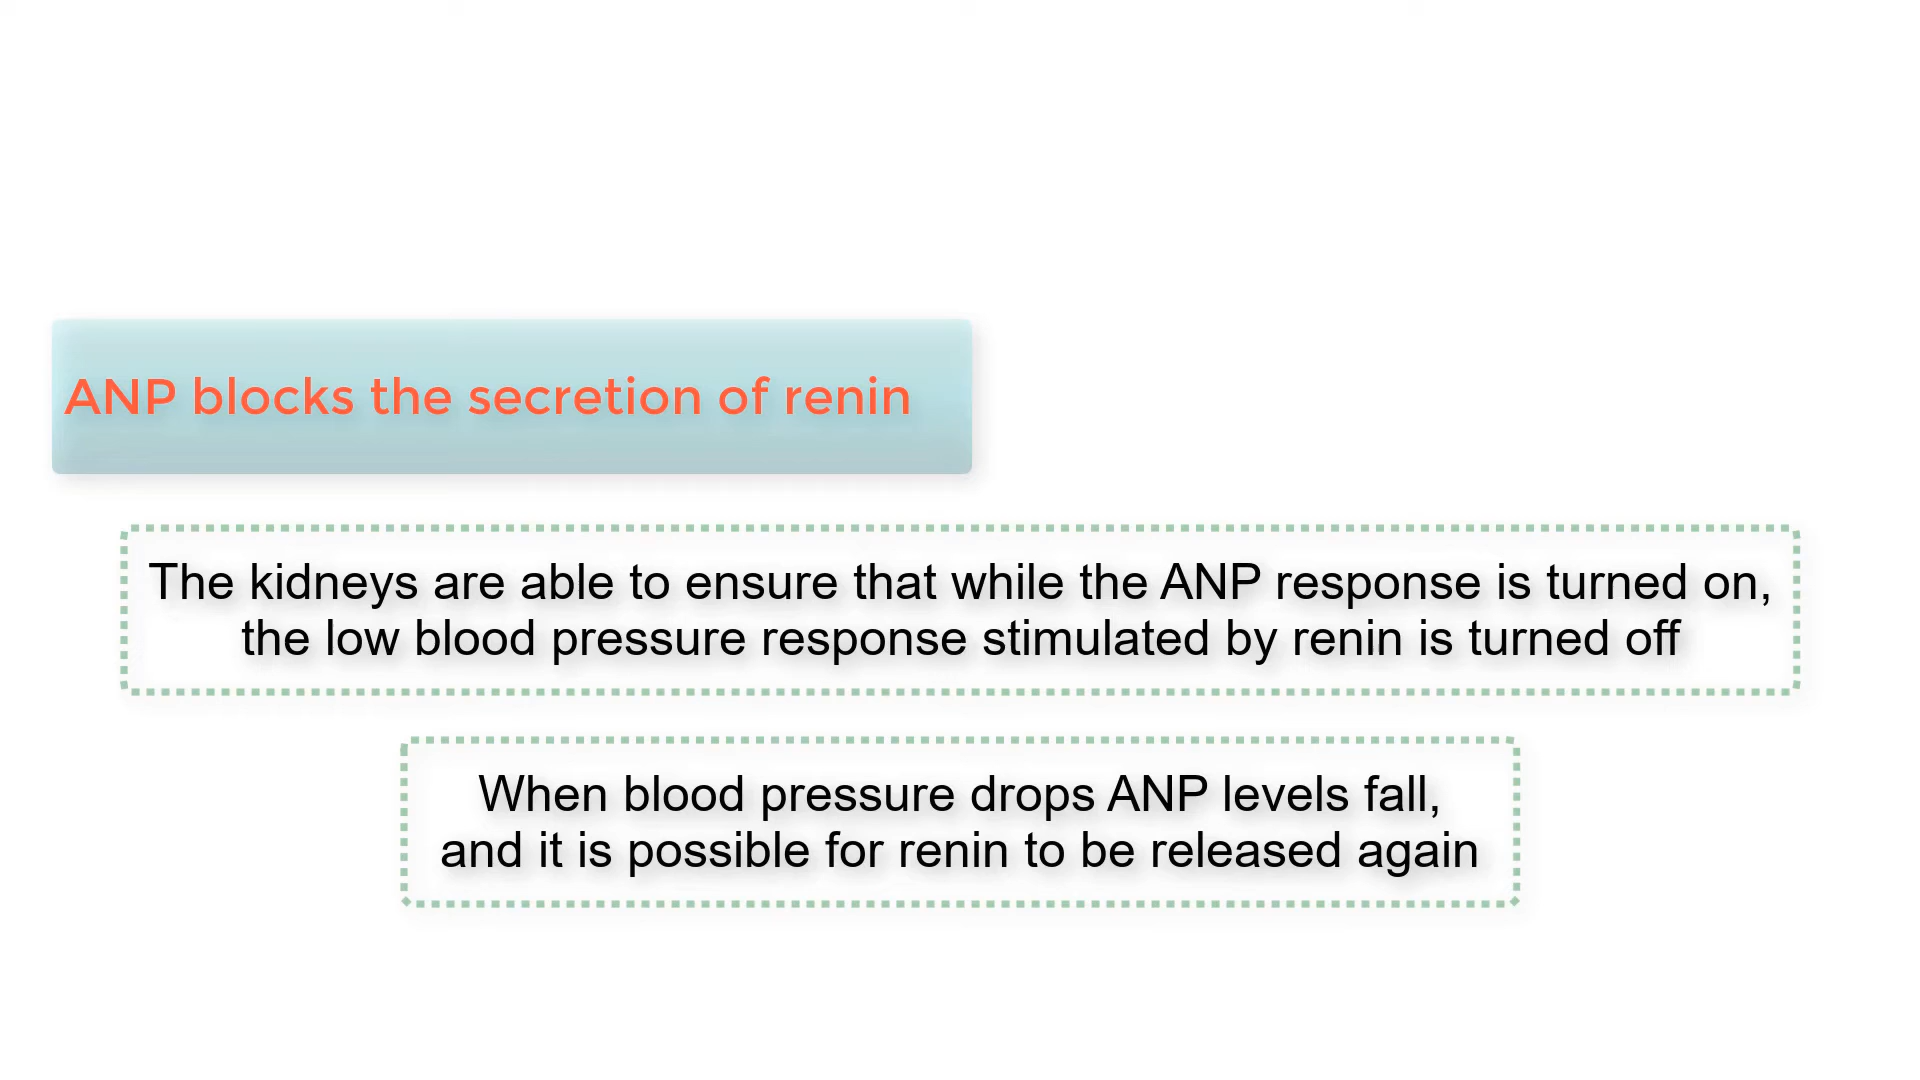 ANP blocks the secretion of renin
The kidneys are able to ensure that while the ANP response is turned on,
the low blood pressure response stimulated by renin is turned off
When blood pressure drops ANP levels fall,
and it is possible for renin to be released again